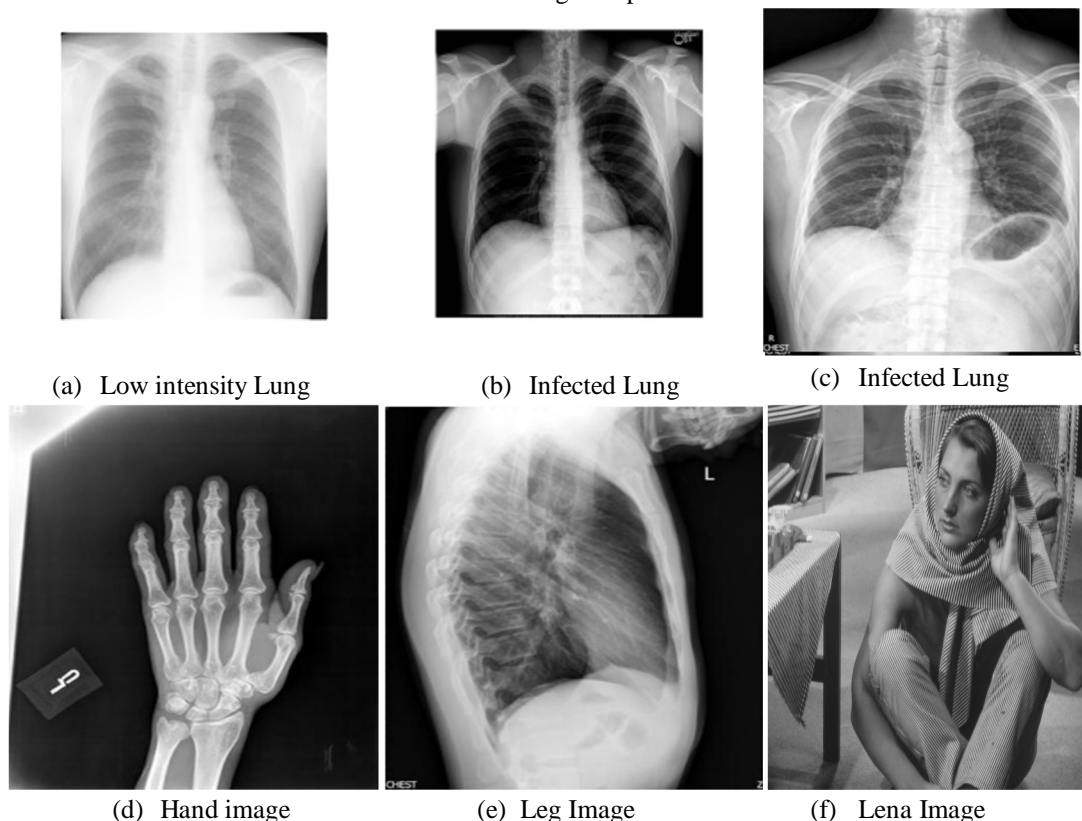 (a) Low intensity Lung
(b) Infected Lung
(c) Infected Lung
R
CHEST
E
L
CHEST
Z
(d) Hand image
(e) Leg Image
(f) Lena Image